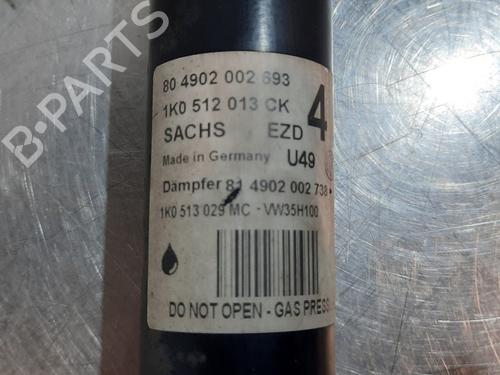 80 4902 002 693
1K0 512 013 CK
4
SACHS EZD
Made in Germany U49
Dämpfer 81 4902 002 738 •
1K0 513 029 MC - VW35H100
DO NOT OPEN - GAS PRESS
B-PARTS